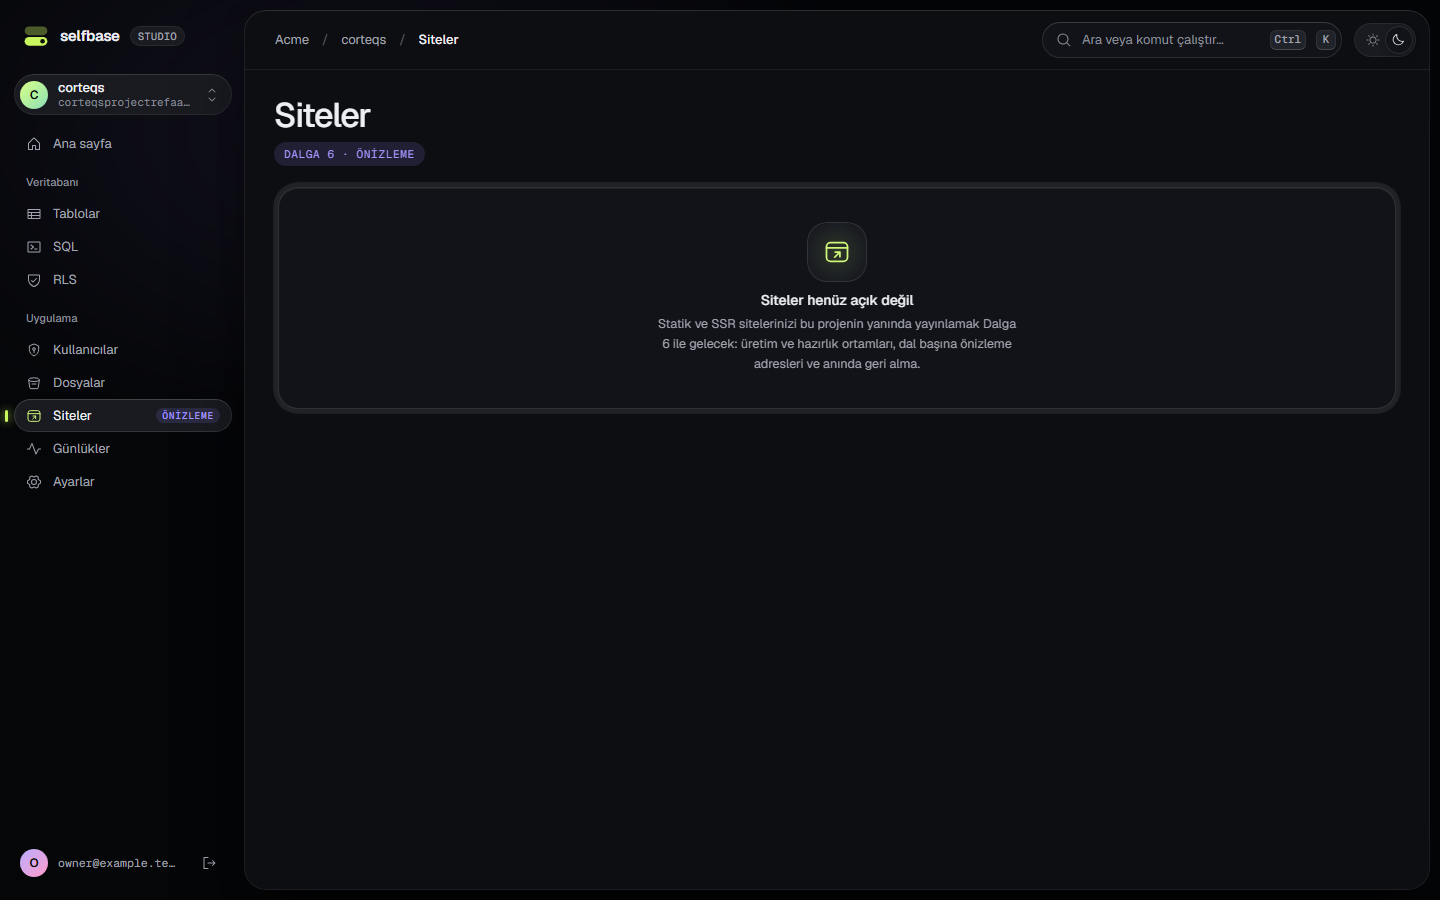 selfbase STUDIO
Acme / corteqs / Siteler
Ara veya komut çalıştır... Ctrl K
C corteqs
corteqsprojectrefaa…
Ana sayfa
Veritabanı
Tablolar
SQL
RLS
Uygulama
Kullanıcılar
Dosyalar
Siteler ÖNİZLEME
Günlükler
Ayarlar
O owner@example.te…
Siteler
DALGA 6 · ÖNİZLEME
Siteler henüz açık değil
Statik ve SSR sitelerinizi bu projenin yanında yayınlamak Dalga
6 ile gelecek: üretim ve hazırlık ortamları, dal başına önizleme
adresleri ve anında geri alma.